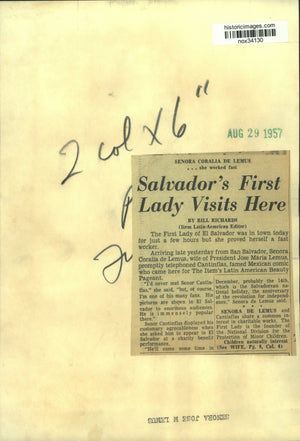 historicimages.com
nox34130
AUG 29 1957
2 col x 6"
SENORA CORALIA DE LEMUS
. . . she worked fast
Salvador's First
Lady Visits Here
BY BILL RICHARDS
(Item Latin-American Editor)
The First Lady of El Salvador was in town today
for just a few hours but she proved herself a fast
worker.
Arriving late yesterday from San Salvador, Senora
Coralia de Lemus, wife of President Jose Maria Lemus,
promptly telephoned Cantinflas, famed Mexican comic
who came here for The Item's Latin American Beauty
Pageant.
"I'd never met Senor Cantin-
flas," she said, "but, of course,
I'm one of his many fans. His
pictures are shown in El Sal-
vador to enormous audiences.
He is immensely popular
there."
Senor Cantinflas displayed his
customary agreeableness when
she asked him to appear in El
Salvador at a charity benefit
performance.
"He'll come some time in
December, probably the 14th,
which is the Salvadorean na-
tional holiday, the anniversary
of the revolution for independ-
ence," said Senora de Lemus.
SENORA DE LEMUS and
Cantinflas share a common in-
terest in charitable works. The
First Lady is the founder of
the National Division for the
Protection of Minor Children.
Children naturally interest
(See WIFE, Pg. 8, Col. 4)
SENORA JOSE M LEMUS